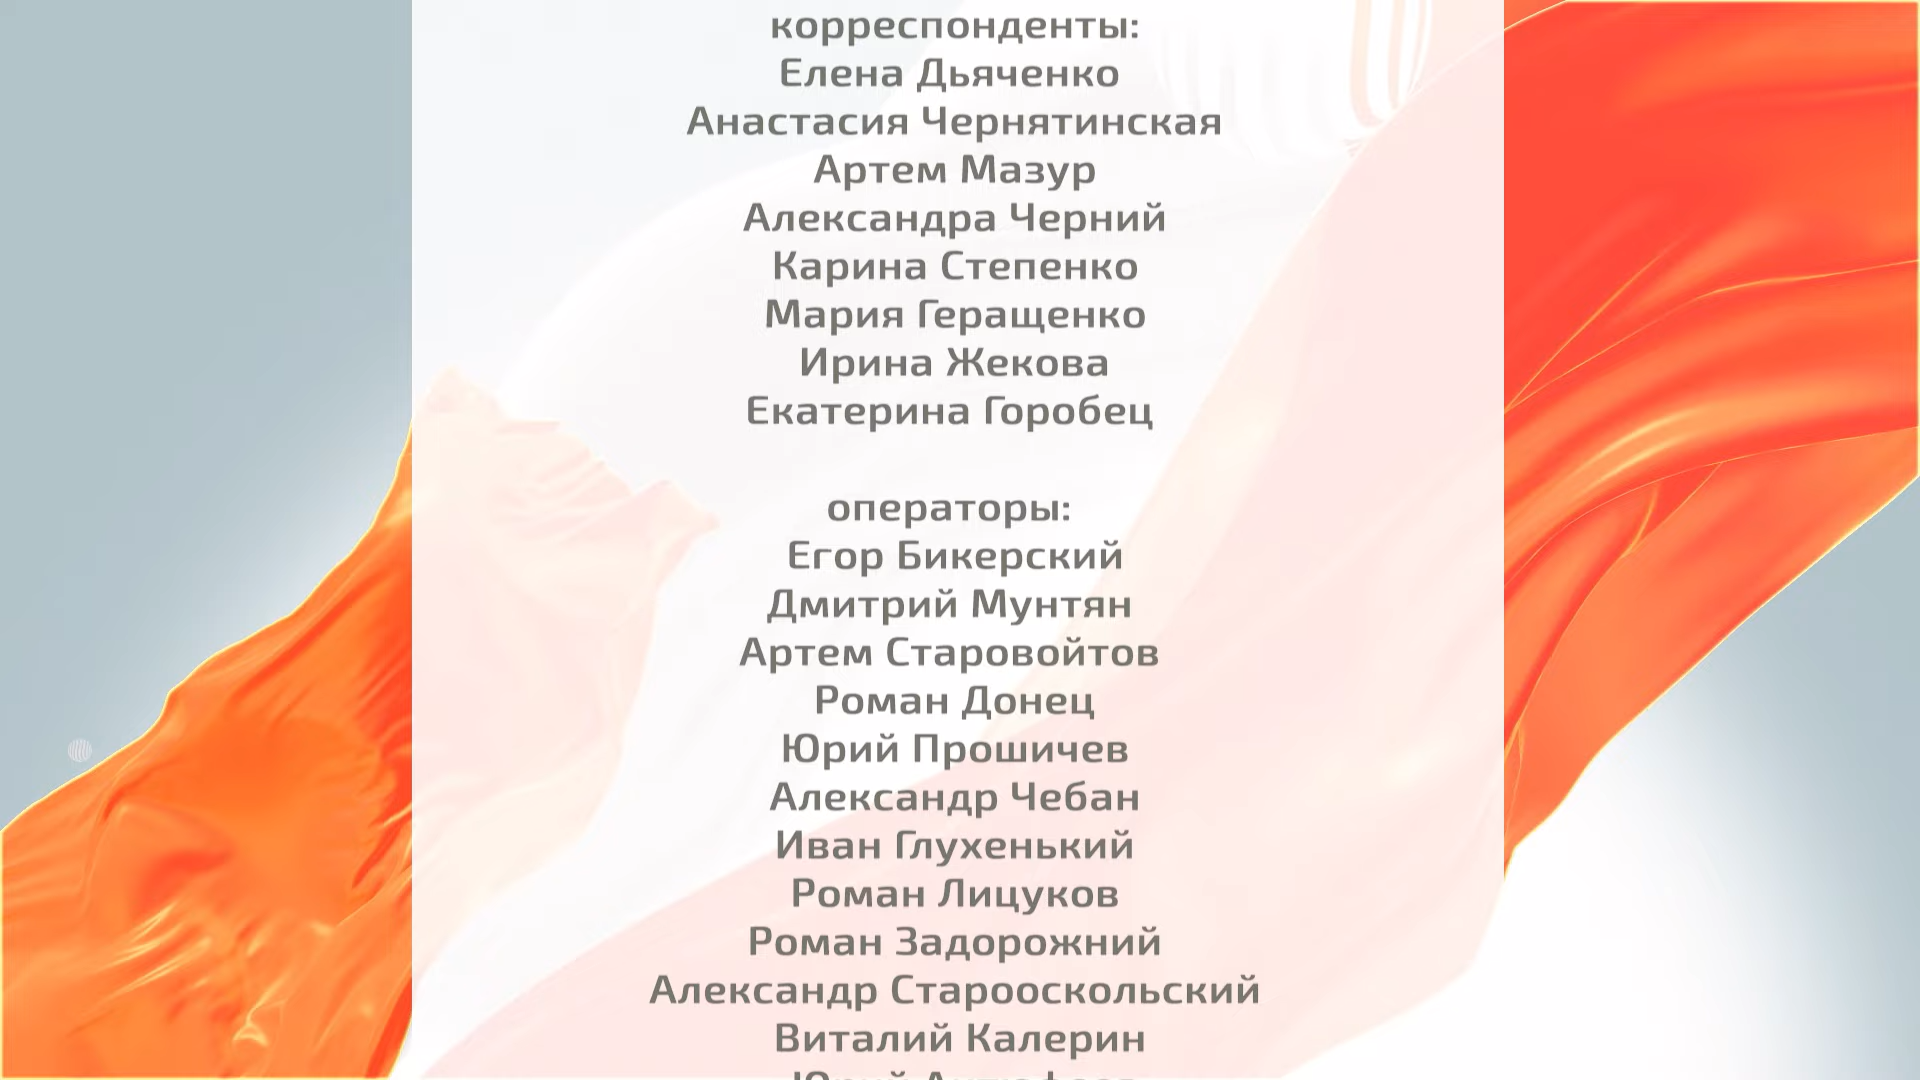 корреспонденты:
Елена Дьяченко
Анастасия Чернятинская
Артем Мазур
Александра Черний
Карина Степенко
Мария Геращенко
Ирина Жекова
Екатерина Горобец
операторы:
Егор Бикерский
Дмитрий Мунтян
Артем Старовойтов
Роман Донец
Юрий Прошичев
Александр Чебан
Иван Глухенький
Роман Лицуков
Роман Задорожний
Александр Старооскольский
Виталий Калерин